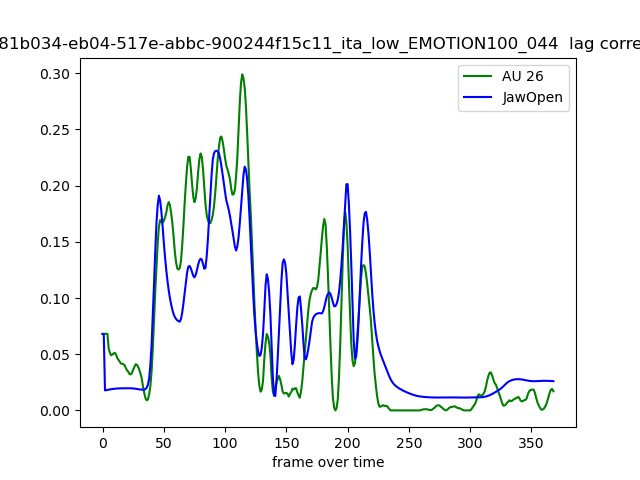 81b034-eb04-517e-abbc-900244f15c11_ita_low_EMOTION100_044 lag corre
AU 26
JawOpen
0.30
0.25
0.20
0.15
0.10
0.05
0.00
0 50 100 150 200 250 300 350
frame over time